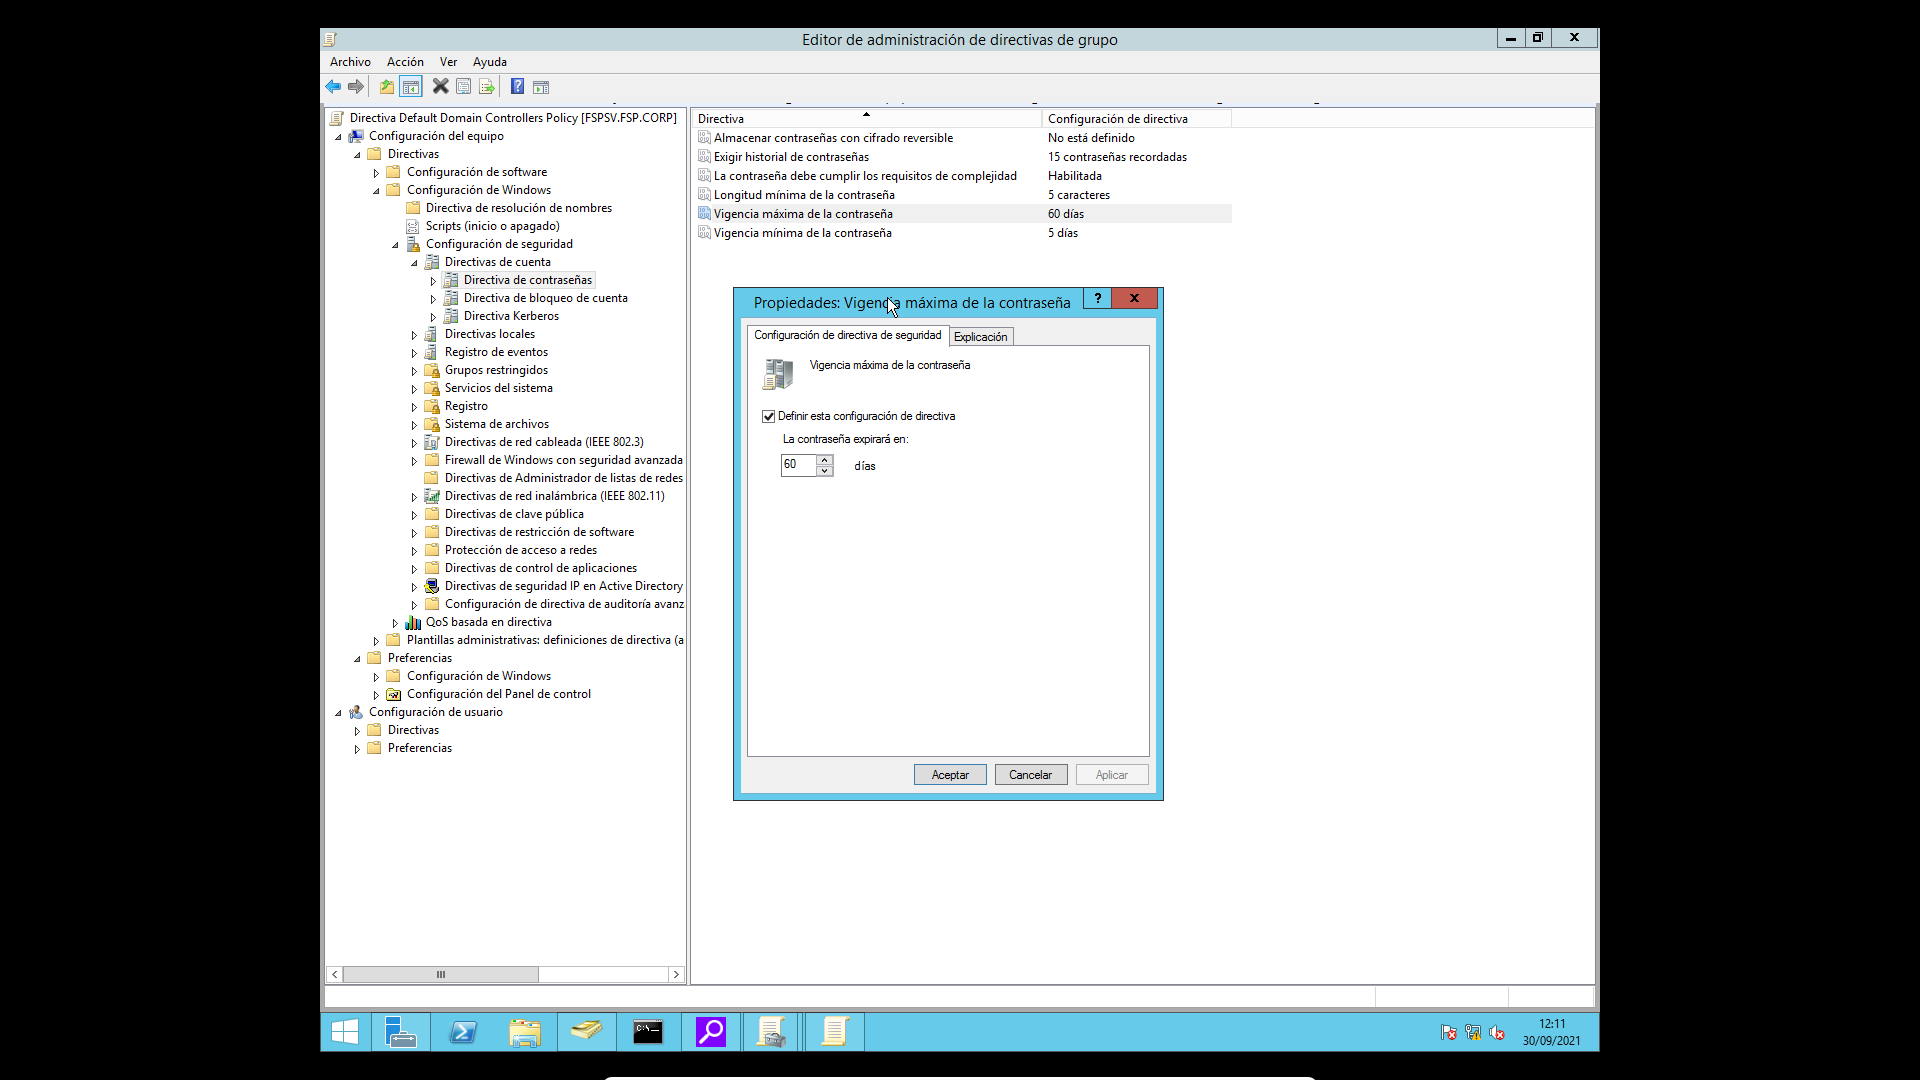 Editor de administración de directivas de grupo
Archivo Acción Ver Ayuda
Directiva Default Domain Controllers Policy [FSPSV.FSP.CORP]
Configuración del equipo
Directivas
Configuración de software
Configuración de Windows
Directiva de resolución de nombres
Scripts (inicio o apagado)
Configuración de seguridad
Directivas de cuenta
Directiva de contraseñas
Directiva de bloqueo de cuenta
Directiva Kerberos
Directivas locales
Registro de eventos
Grupos restringidos
Servicios del sistema
Registro
Sistema de archivos
Directivas de red cableada (IEEE 802.3)
Firewall de Windows con seguridad avanzada
Directivas de Administrador de listas de redes
Directivas de red inalámbrica (IEEE 802.11)
Directivas de clave pública
Directivas de restricción de software
Protección de acceso a redes
Directivas de control de aplicaciones
Directivas de seguridad IP en Active Directory
Configuración de directiva de auditoría avanz
QoS basada en directiva
Plantillas administrativas: definiciones de directiva (a
Preferencias
Configuración de Windows
Configuración del Panel de control
Configuración de usuario
Directivas
Preferencias
Directiva Configuración de directiva
Almacenar contraseñas con cifrado reversible No está definido
Exigir historial de contraseñas 15 contraseñas recordadas
La contraseña debe cumplir los requisitos de complejidad Habilitada
Longitud mínima de la contraseña 5 caracteres
Vigencia máxima de la contraseña 60 días
Vigencia mínima de la contraseña 5 días
Propiedades: Vigencia máxima de la contraseña
Configuración de directiva de seguridad Explicación
Vigencia máxima de la contraseña
Definir esta configuración de directiva
La contraseña expirará en:
60 días
Aceptar Cancelar Aplicar
12:11
30/09/2021